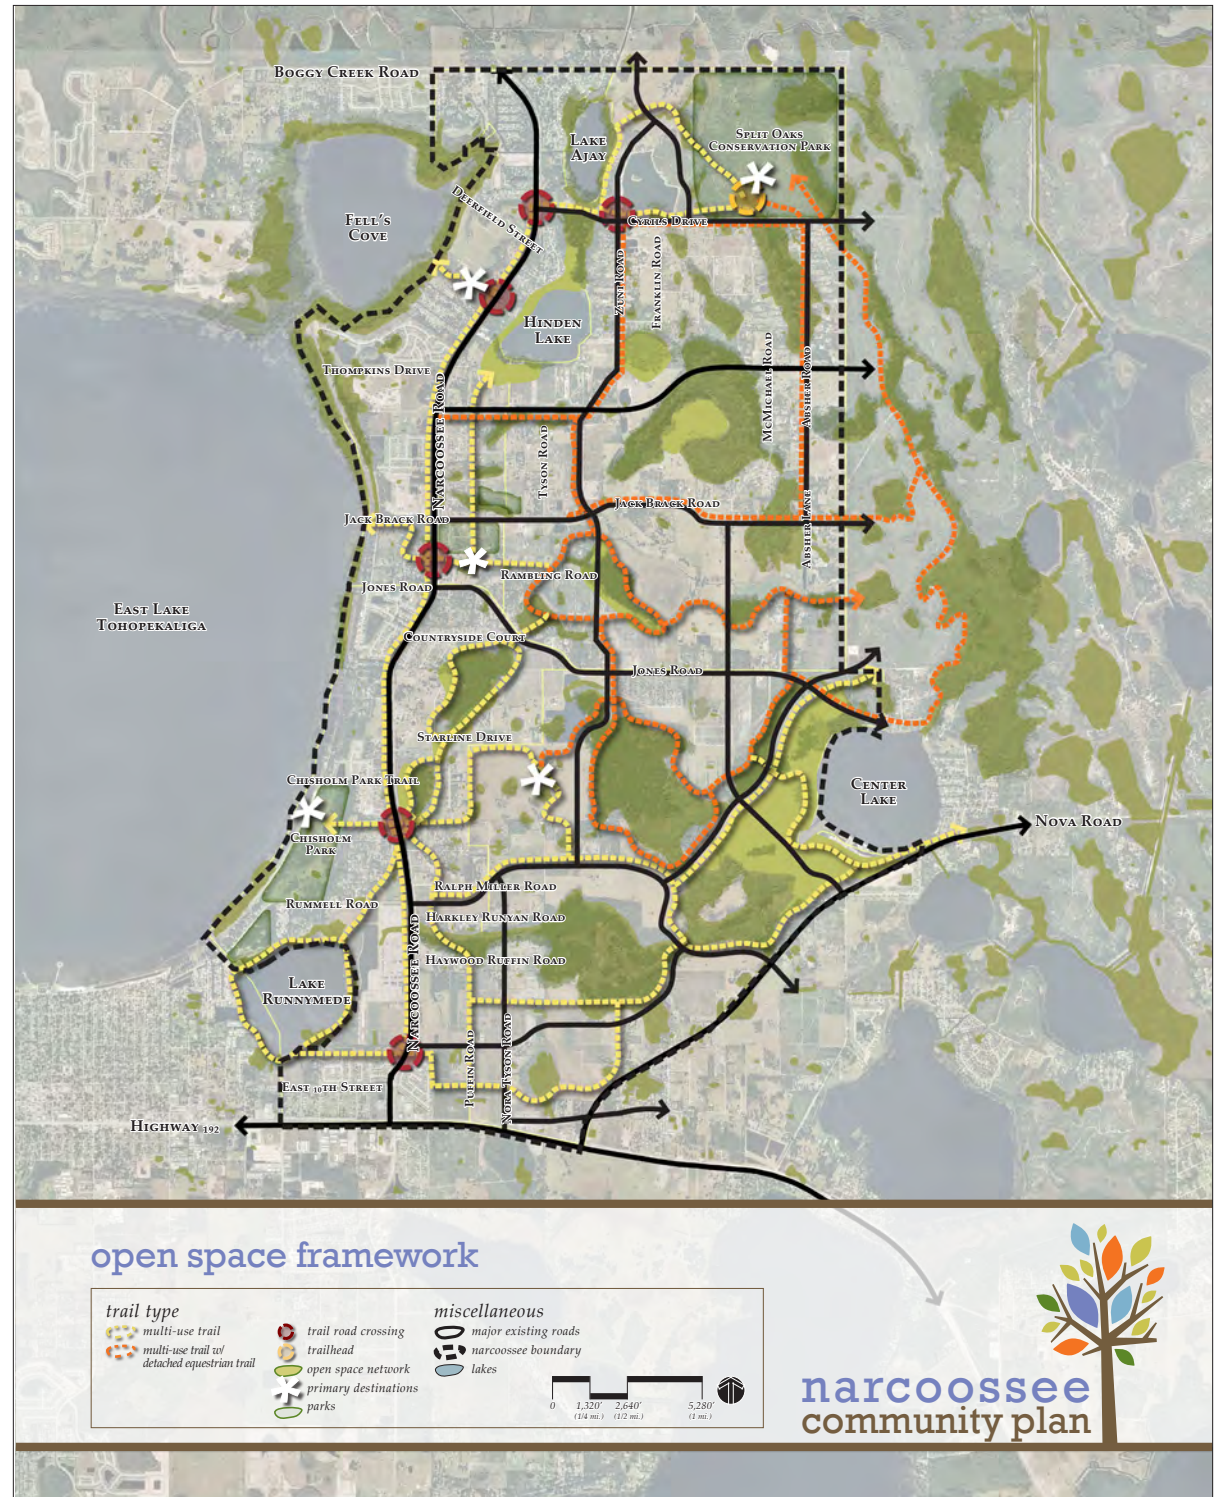 Boggy Creek Road
Lake
Ajay
Split Oaks
Conservation Park
Deerfield Street
Fell's
Cove
Cyrils Drive
Zunt Road
Franklin Road
Hinden
Lake
Thompkins Drive
Narcoossee Road
McMichael Road
Absher Road
Tyson Road
Jack Brack Road
Jack Brack Road
Absher Lane
Rambling Road
Jones Road
East Lake
Tohopekaliga
Countryside Court
Jones Road
Starline Drive
Chisholm Park Trail
Center
Lake
Nova Road
Chisholm
Park
Ralph Miller Road
Rummell Road
Harkley Runyan Road
Narcoossee Road
Haywood Ruffin Road
Lake
Runnymede
Puffin Road
Nora Tyson Road
East 10th Street
Highway 192
open space framework
trail type
multi-use trail
multi-use trail w/
detached equestrian trail
trail road crossing
trailhead
open space network
primary destinations
parks
miscellaneous
major existing roads
narcoossee boundary
lakes
0 1,320' 2,640' 5,280'
(1/4 mi.) (1/2 mi.) (1 mi.)
narcoossee
community plan